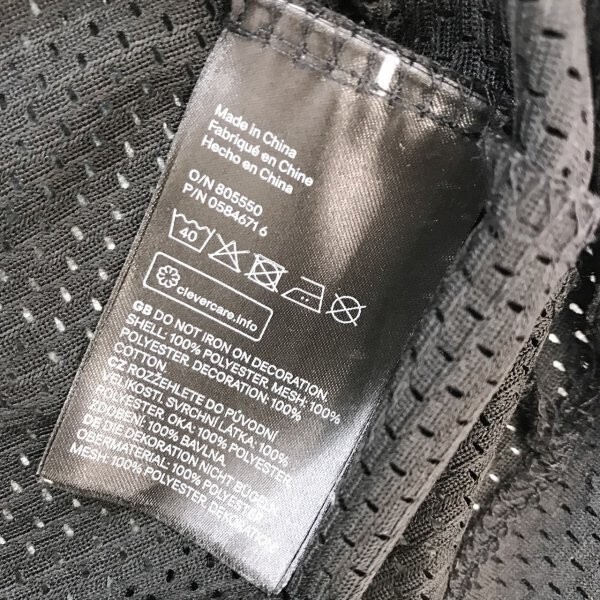 Made in China
Fabriqué en Chine
Hecho en China
O/N 805550
P/N 0584671 6
40
clevercare.info
GB DO NOT IRON ON DECORATION.
SHELL: 100% POLYESTER, MESH: 100%
POLYESTER, DECORATION: 100%
COTTON.
CZ ROZŽEHLETE DO PŮVODNÍ
VELIKOSTI. SVRCHNÍ LÁTKA: 100%
POLYESTER, OKA: 100% POLYESTER,
ZDOBENÍ: 100% BAVLNA.
DE DIE DEKORATION NICHT BÜGELN.
OBERMATERIAL: 100% POLYESTER,
MESH: 100% POLYESTER, DEKORATION